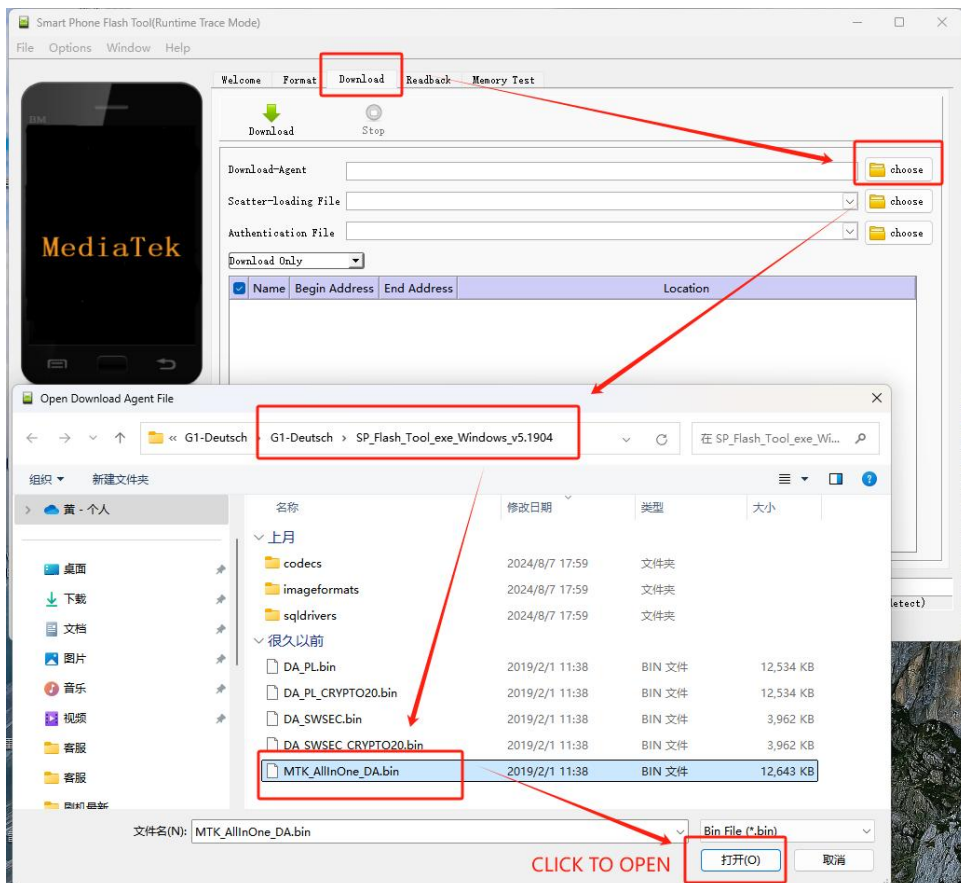 Smart Phone Flash Tool(Runtime Trace Mode)
File Options Window Help
Welcome Format Download Readback Memory Test
BM
Download Stop
Download-Agent choose
Scatter-loading File choose
Authentication File choose
MediaTek
Download Only
Name Begin Address End Address Location
Open Download Agent File
« G1-Deutsch › G1-Deutsch › SP_Flash_Tool_exe_Windows_v5.1904
在 SP_Flash_Tool_exe_Wi...
组织 新建文件夹
黄 - 个人
名称 修改日期 类型 大小
上月
桌面
codecs 2024/8/7 17:59 文件夹
下载
imageformats 2024/8/7 17:59 文件夹
etect)
sqldrivers 2024/8/7 17:59 文件夹
文档
很久以前
图片
DA_PL.bin 2019/2/1 11:38 BIN 文件 12,534 KB
音乐
DA_PL_CRYPTO20.bin 2019/2/1 11:38 BIN 文件 12,534 KB
视频
DA_SWSEC.bin 2019/2/1 11:38 BIN 文件 3,962 KB
客服
DA_SWSEC_CRYPTO20.bin 2019/2/1 11:38 BIN 文件 3,962 KB
客服
MTK_AllInOne_DA.bin 2019/2/1 11:38 BIN 文件 12,643 KB
刷机最新
文件名(N): MTK_AllInOne_DA.bin Bin File (*.bin)
CLICK TO OPEN 打开(O) 取消